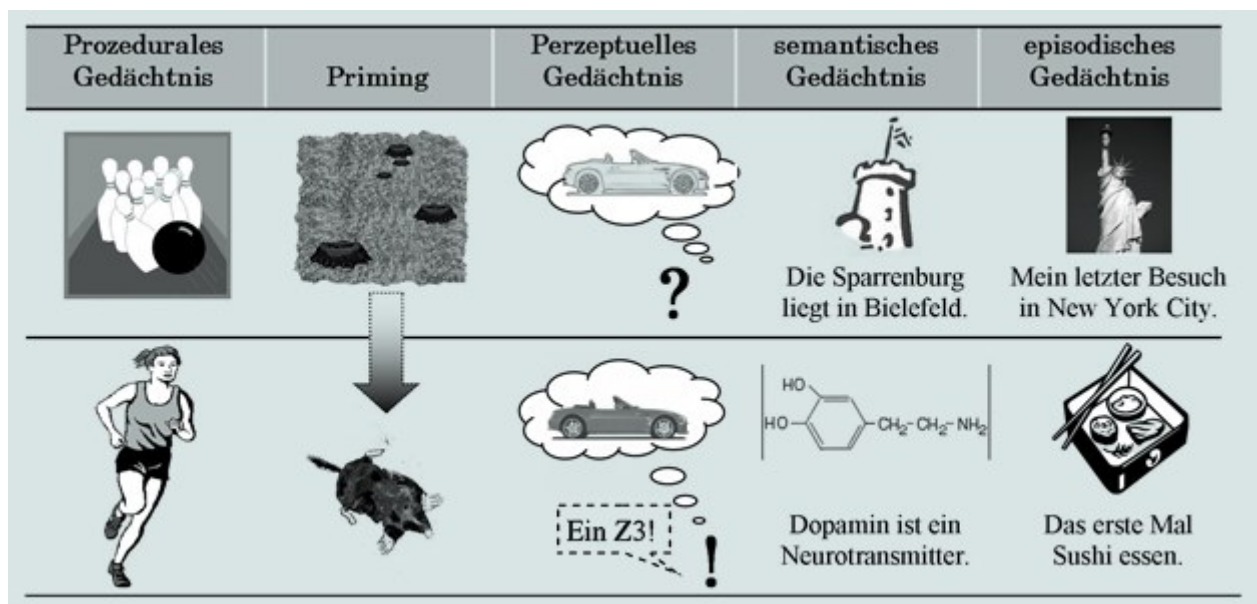 Prozedurales
Gedächtnis
Priming
Perzeptuelles
Gedächtnis
semantisches
Gedächtnis
episodisches
Gedächtnis
?
Die Sparrenburg
liegt in Bielefeld.
Mein letzter Besuch
in New York City.
Ein Z3!
!
HO
HO
CH2-CH2-NH2
Dopamin ist ein
Neurotransmitter.
Das erste Mal
Sushi essen.